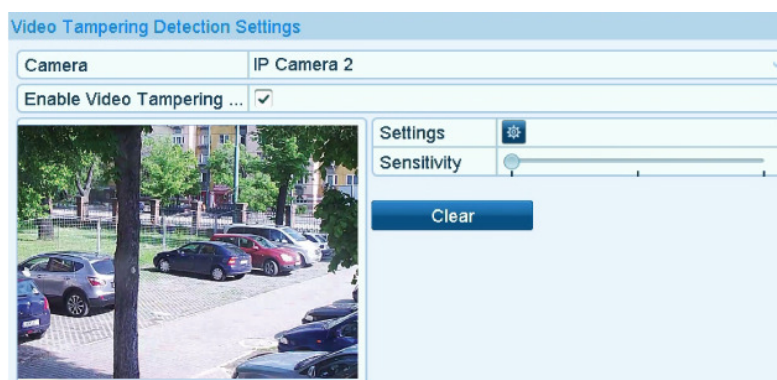 Video Tampering Detection Settings
Camera IP Camera 2
Enable Video Tampering ...
Settings
Sensitivity
Clear